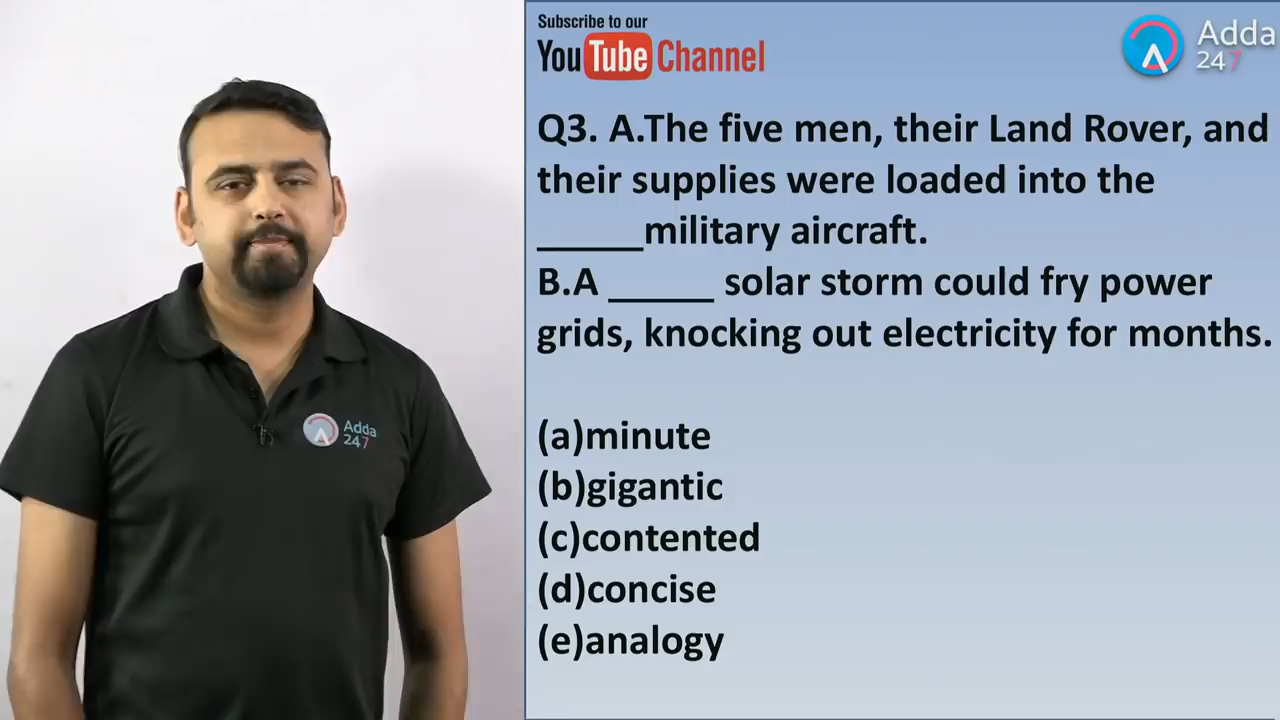 Subscribe to our
YouTube Channel
Adda
247
Q3. A.The five men, their Land Rover, and
their supplies were loaded into the
_____military aircraft.
B.A _____ solar storm could fry power
grids, knocking out electricity for months.
(a)minute
(b)gigantic
(c)contented
(d)concise
(e)analogy
Adda
247